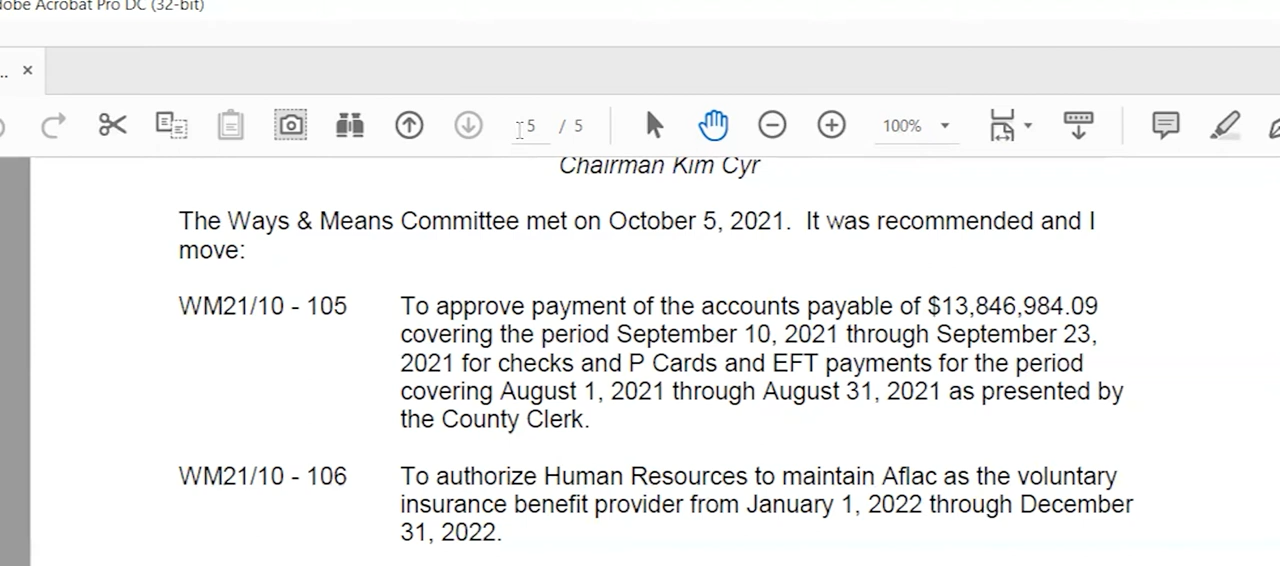 dobe Acrobat Pro DC (32-bit)
.. ×
5 / 5 100%
Chairman Kim Cyr
The Ways & Means Committee met on October 5, 2021. It was recommended and I
move:
WM21/10 - 105 To approve payment of the accounts payable of $13,846,984.09
covering the period September 10, 2021 through September 23,
2021 for checks and P Cards and EFT payments for the period
covering August 1, 2021 through August 31, 2021 as presented by
the County Clerk.
WM21/10 - 106 To authorize Human Resources to maintain Aflac as the voluntary
insurance benefit provider from January 1, 2022 through December
31, 2022.